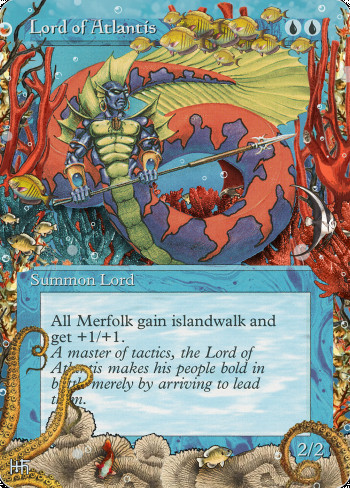 Lord of Atlantis
Summon Lord
All Merfolk gain islandwalk and
get +1/+1.
A master of tactics, the Lord of
Atlantis makes his people bold in
battle merely by arriving to lead
them.
2/2